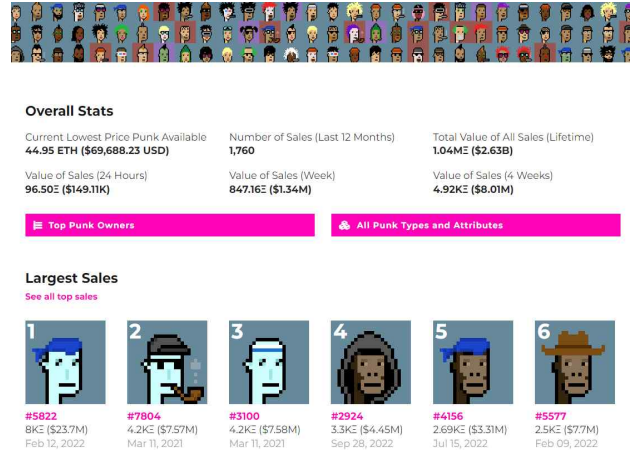 Overall Stats
Current Lowest Price Punk Available
44.95 ETH ($69,688.23 USD)
Number of Sales (Last 12 Months)
1,760
Total Value of All Sales (Lifetime)
1.04MΞ ($2.63B)
Value of Sales (24 Hours)
96.50Ξ ($149.11K)
Value of Sales (Week)
847.16Ξ ($1.34M)
Value of Sales (4 Weeks)
4.92KΞ ($8.01M)
Top Punk Owners
All Punk Types and Attributes
Largest Sales
See all top sales
1
#5822
8KΞ ($23.7M)
Feb 12, 2022
2
#7804
4.2KΞ ($7.57M)
Mar 11, 2021
3
#3100
4.2KΞ ($7.58M)
Mar 11, 2021
4
#2924
3.3KΞ ($4.45M)
Sep 28, 2022
5
#4156
2.69KΞ ($3.31M)
Jul 15, 2022
6
#5577
2.5KΞ ($7.7M)
Feb 09, 2022